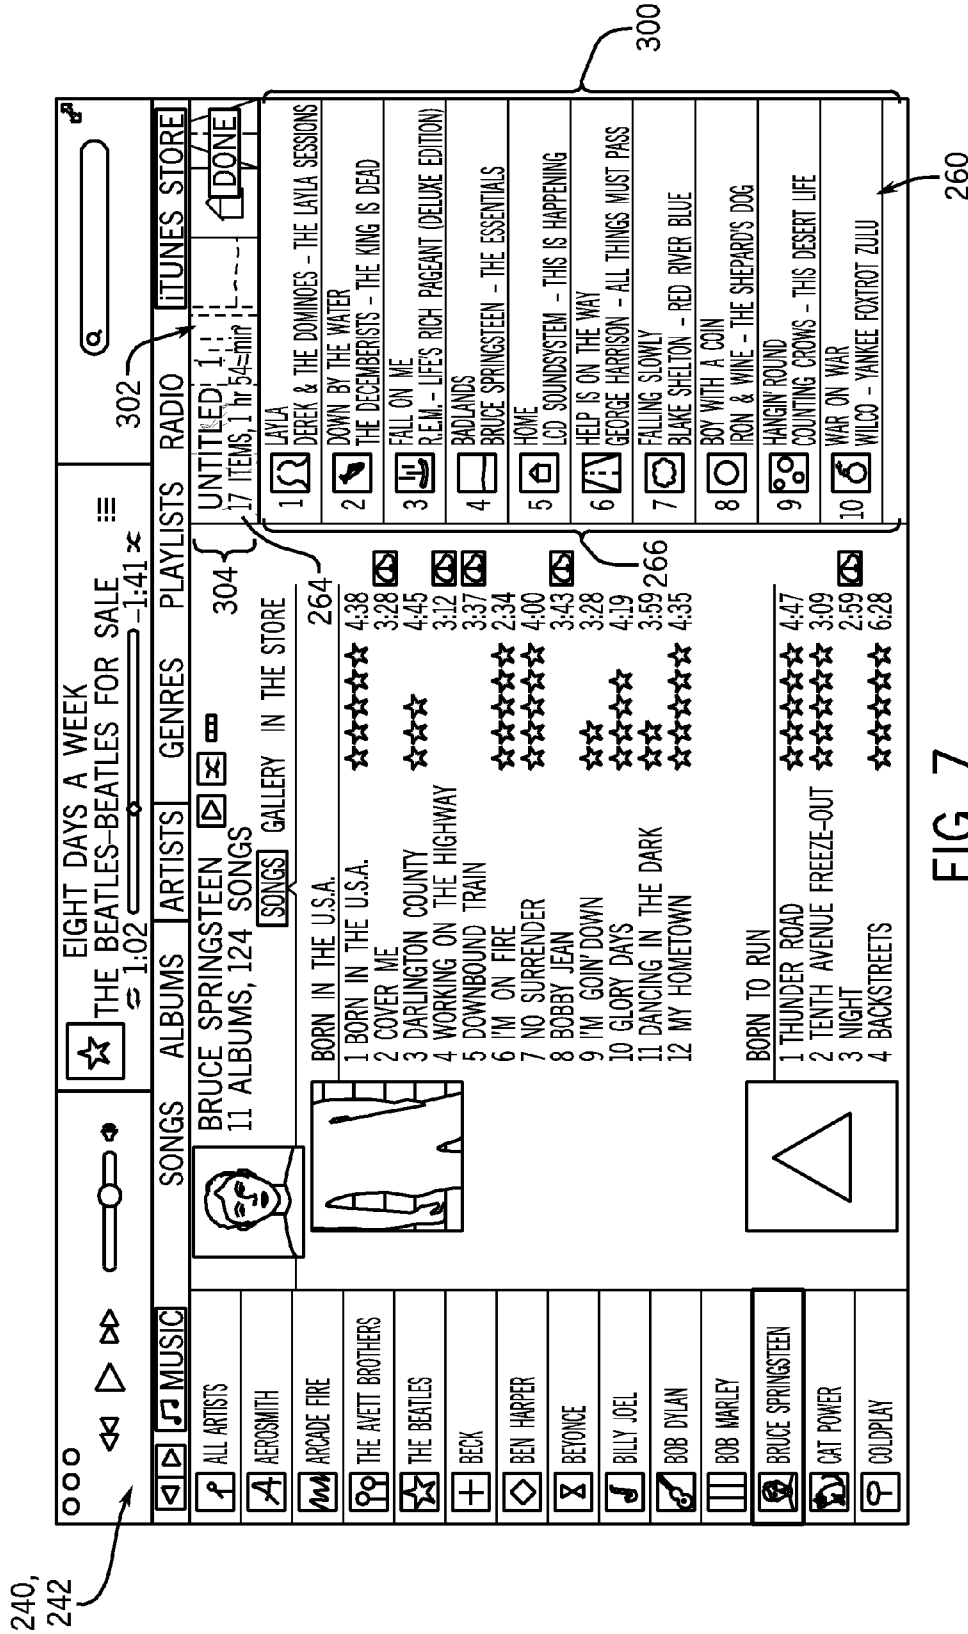 240,
242
EIGHT DAYS A WEEK
THE BEATLES-BEATLES FOR SALE
1:02
-1:41
MUSIC
SONGS
ALBUMS
ARTISTS
GENRES
PLAYLISTS
RADIO
iTUNES STORE
302
ALL ARTISTS
AEROSMITH
ARCADE FIRE
THE AVETT BROTHERS
THE BEATLES
BECK
BEN HARPER
BEYONCE
BILLY JOEL
BOB DYLAN
BOB MARLEY
BRUCE SPRINGSTEEN
CAT POWER
COLDPLAY
BRUCE SPRINGSTEEN
11 ALBUMS, 124 SONGS
SONGS GALLERY IN THE STORE
BORN IN THE U.S.A.
1 BORN IN THE U.S.A. 4:38
2 COVER ME 3:28
3 DARLINGTON COUNTY 4:45
4 WORKING ON THE HIGHWAY 3:12
5 DOWNBOUND TRAIN 3:37
6 I'M ON FIRE 2:34
7 NO SURRENDER 4:00
8 BOBBY JEAN 3:43
9 I'M GOIN' DOWN 3:28
10 GLORY DAYS 4:19
11 DANCING IN THE DARK 3:59
12 MY HOMETOWN 4:35
BORN TO RUN
1 THUNDER ROAD 4:47
2 TENTH AVENUE FREEZE-OUT 3:09
3 NIGHT 2:59
4 BACKSTREETS 6:28
304
264
266
UNTITLED 1
17 ITEMS, 1 hr 54 min
DONE
1 LAYLA
DEREK & THE DOMINOES - THE LAYLA SESSIONS
2 DOWN BY THE WATER
THE DECEMBERISTS - THE KING IS DEAD
3 FALL ON ME
R.E.M. - LIFE'S RICH PAGEANT (DELUXE EDITION)
4 BADLANDS
BRUCE SPRINGSTEEN - THE ESSENTIALS
5 HOME
LCD SOUNDSYSTEM - THIS IS HAPPENING
6 HELP IS ON THE WAY
GEORGE HARRISON - ALL THINGS MUST PASS
7 FALLING SLOWLY
BLAKE SHELTON - RED RIVER BLUE
8 BOY WITH A COIN
IRON & WINE - THE SHEPARD'S DOG
9 HANGIN' ROUND
COUNTING CROWS - THIS DESERT LIFE
10 WAR ON WAR
WILCO - YANKEE FOXTROT ZULU
300
260
FIG. 7